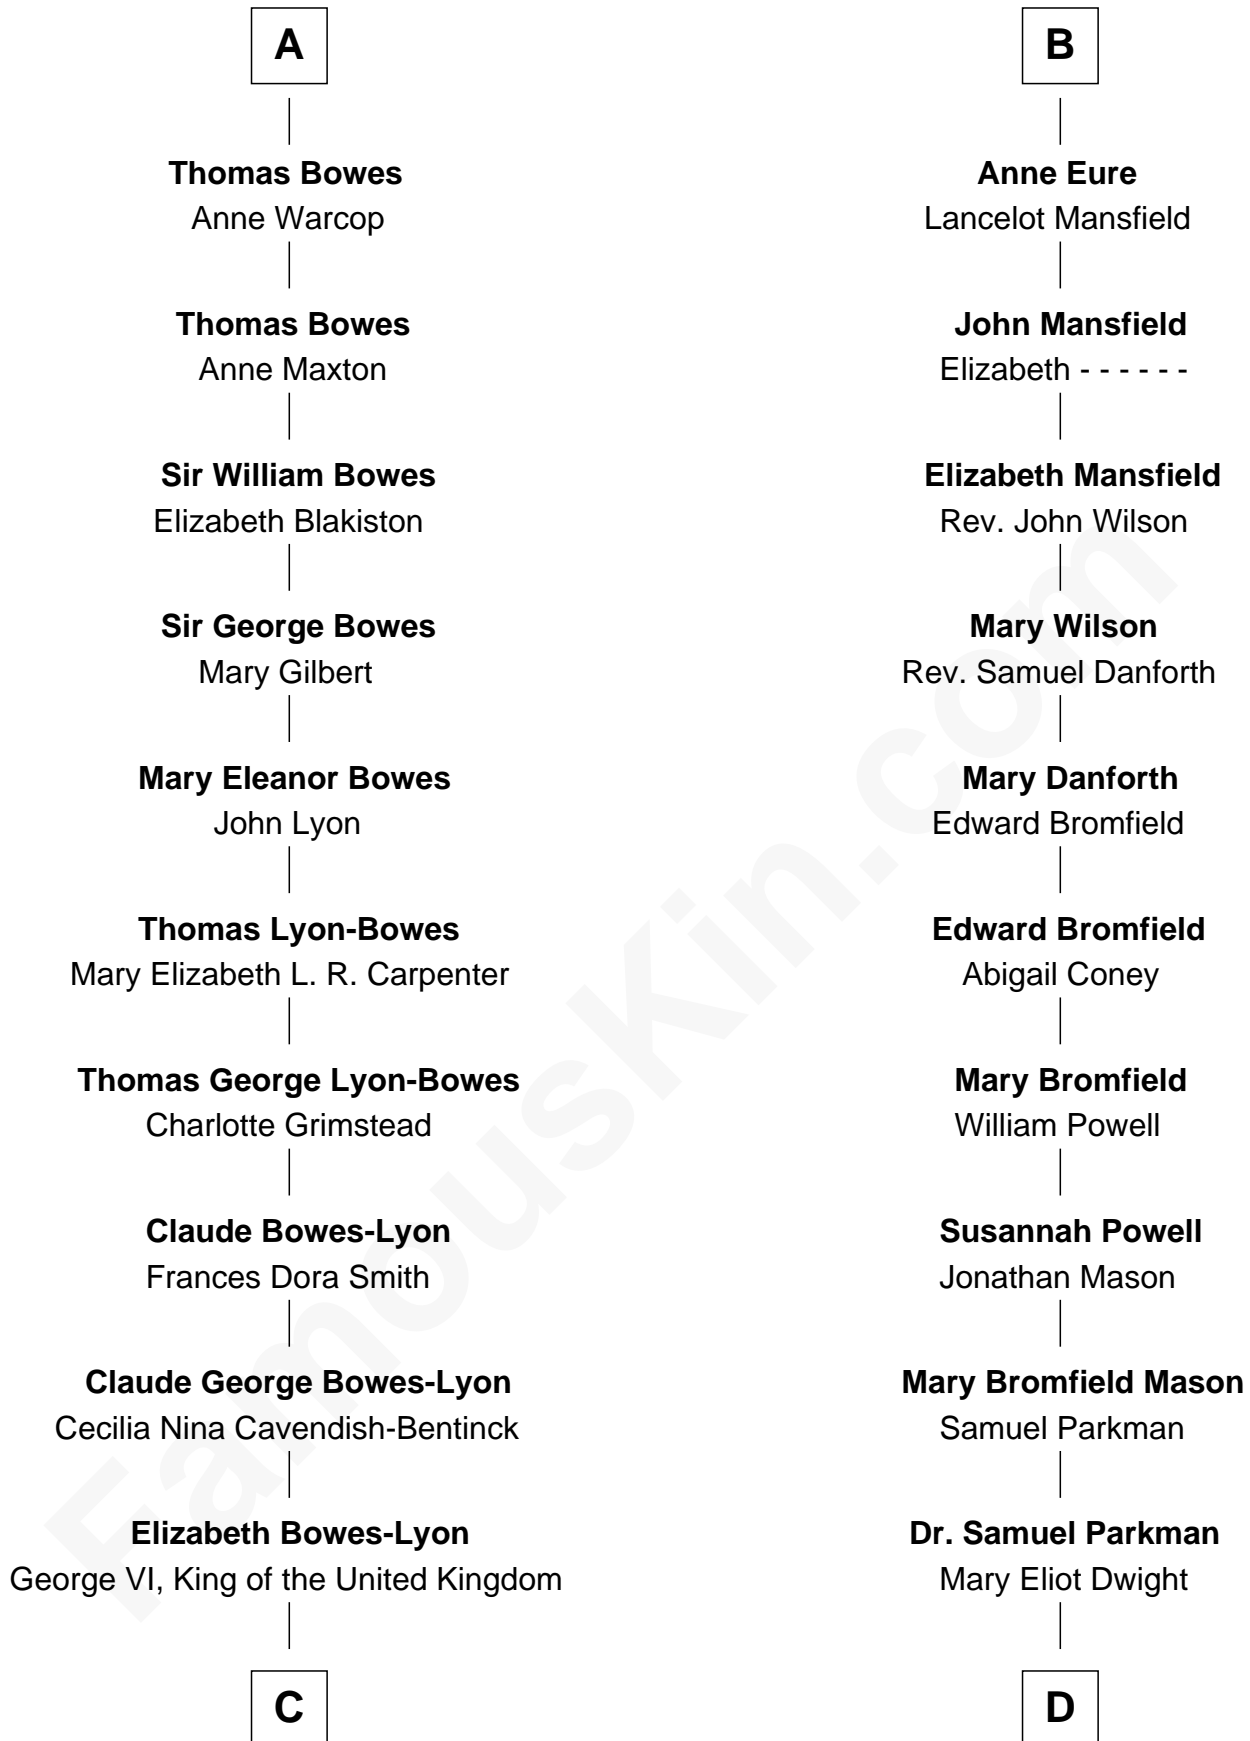 A
Thomas Bowes
Anne Warcop
Thomas Bowes
Anne Maxton
Sir William Bowes
Elizabeth Blakiston
Sir George Bowes
Mary Gilbert
Mary Eleanor Bowes
John Lyon
Thomas Lyon-Bowes
Mary Elizabeth L. R. Carpenter
Thomas George Lyon-Bowes
Charlotte Grimstead
Claude Bowes-Lyon
Frances Dora Smith
Claude George Bowes-Lyon
Cecilia Nina Cavendish-Bentinck
Elizabeth Bowes-Lyon
George VI, King of the United Kingdom
C
B
Anne Eure
Lancelot Mansfield
John Mansfield
Elizabeth - - - - - -
Elizabeth Mansfield
Rev. John Wilson
Mary Wilson
Rev. Samuel Danforth
Mary Danforth
Edward Bromfield
Edward Bromfield
Abigail Coney
Mary Bromfield
William Powell
Susannah Powell
Jonathan Mason
Mary Bromfield Mason
Samuel Parkman
Dr. Samuel Parkman
Mary Eliot Dwight
D
FamousKin.com